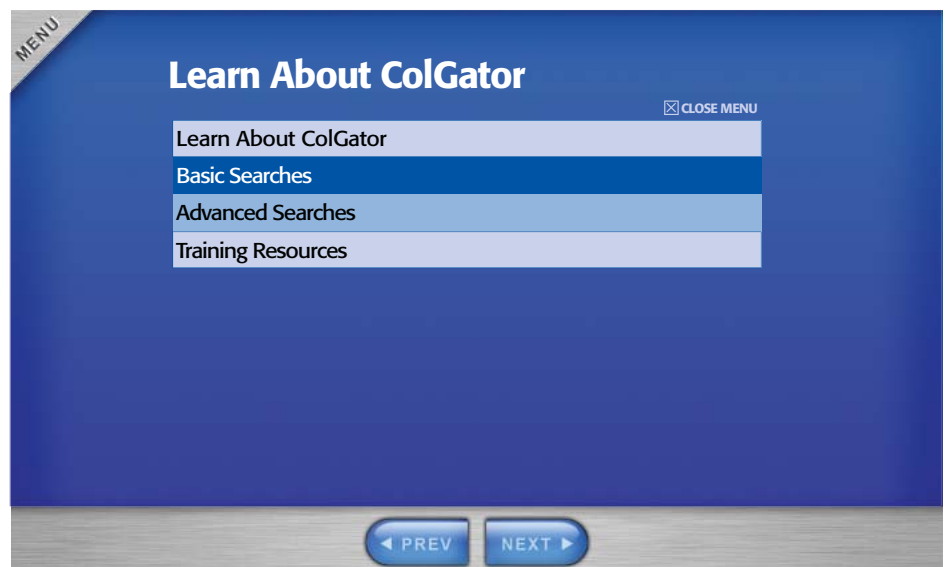 MENU
Learn About ColGator
CLOSE MENU
Learn About ColGator
Basic Searches
Advanced Searches
Training Resources
PREV
NEXT